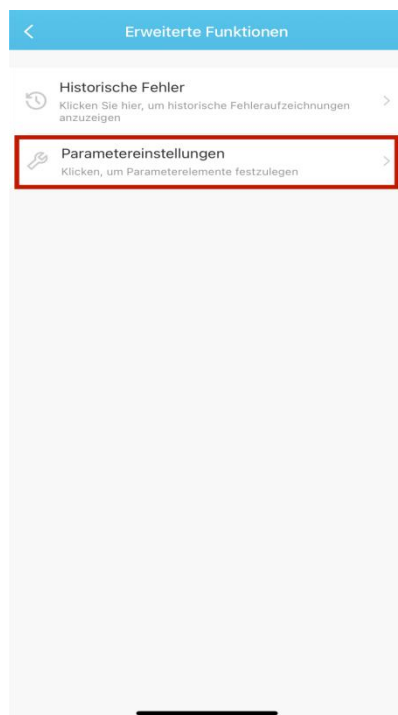 Erweiterte Funktionen
Historische Fehler
Klicken Sie hier, um historische Fehleraufzeichnungen
anzuzeigen
Parametereinstellungen
Klicken, um Parameterelemente festzulegen